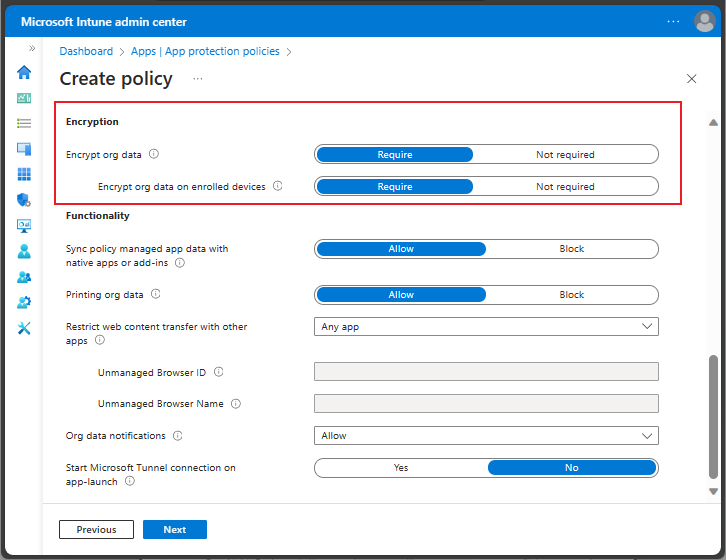 Microsoft Intune admin center
Dashboard > Apps | App protection policies >
Create policy ...
Encryption
Encrypt org data Require Not required
Encrypt org data on enrolled devices Require Not required
Functionality
Sync policy managed app data with
native apps or add-ins Allow Block
Printing org data Allow Block
Restrict web content transfer with other
apps Any app
Unmanaged Browser ID
Unmanaged Browser Name
Org data notifications Allow
Start Microsoft Tunnel connection on
app-launch Yes No
Previous Next